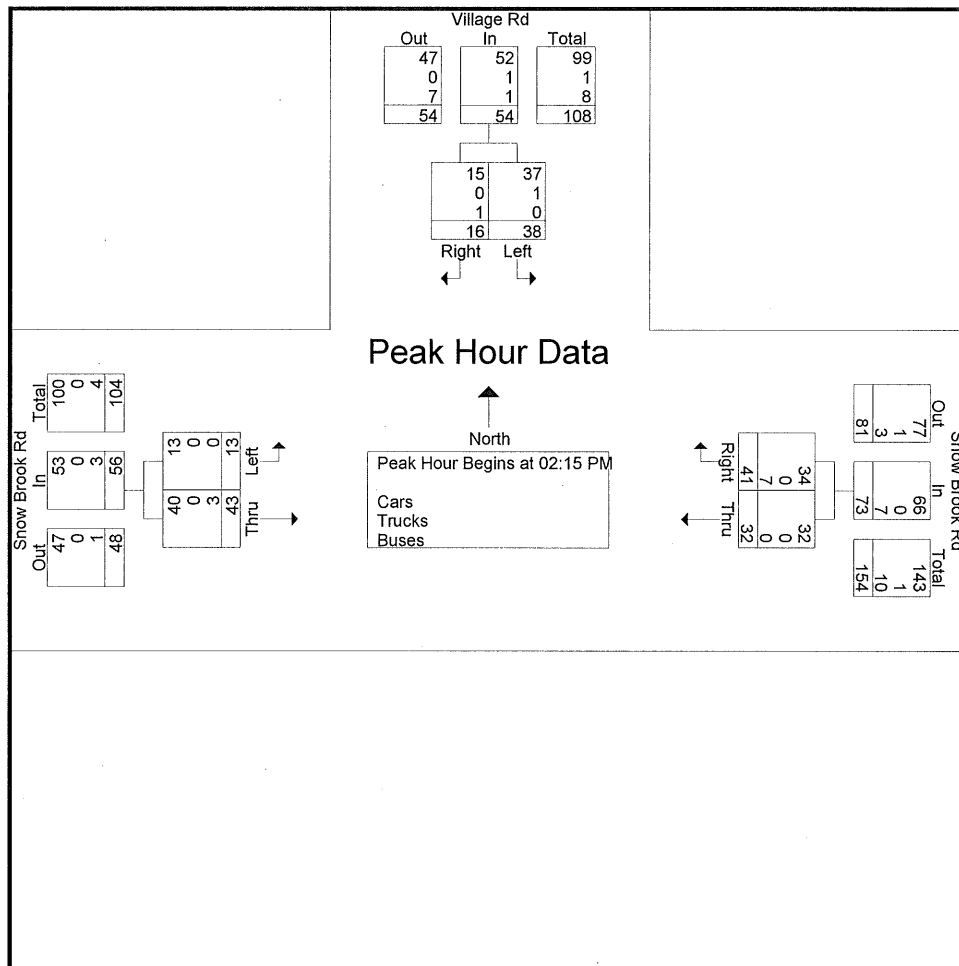 Village Rd
Out In Total
47 52 99
0 1 1
7 1 8
54 54 108
15 37
0 1
1 0
16 38
Right Left
Peak Hour Data
North
Peak Hour Begins at 02:15 PM
Cars
Trucks
Buses
Snow Brook Rd
Total
100 0 4 104
In
53 0 3 56
Out
47 0 1 48
Left
13 0 0 13
Thru
40 0 3 43
Right
34 0 7 41
Thru
32 0 0 32
Snow Brook Rd
Out
77 1 3 81
In
66 0 7 73
Total
143 1 10 154